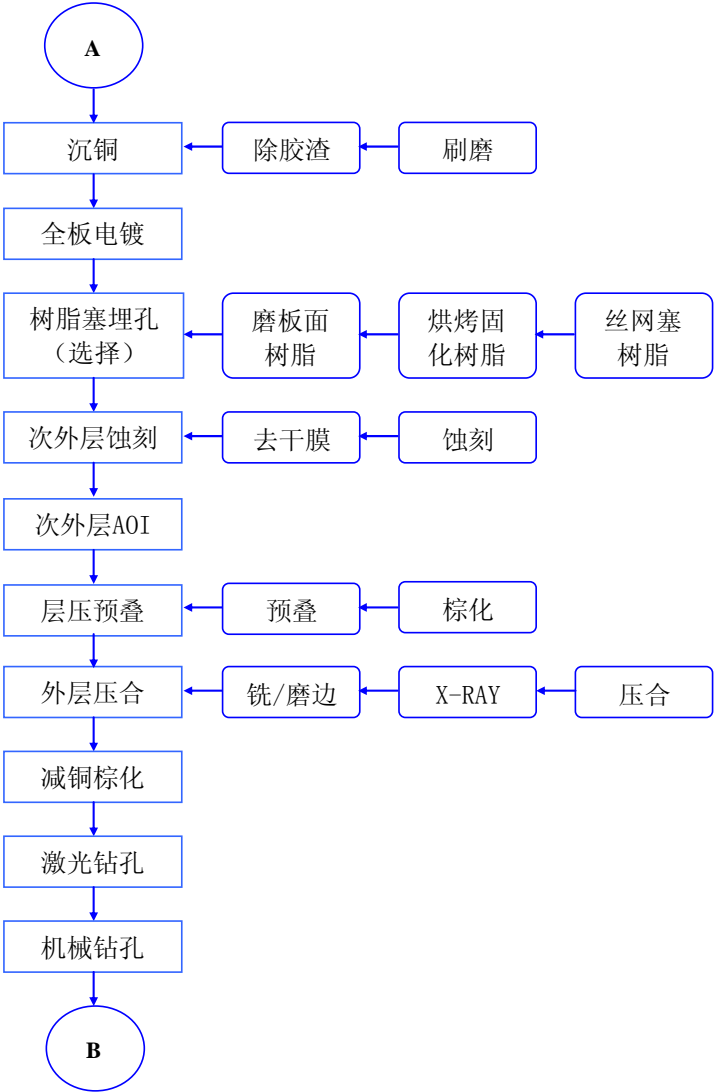 A
沉铜
除胶渣
刷磨
全板电镀
树脂塞埋孔
（选择）
磨板面
树脂
烘烤固
化树脂
丝网塞
树脂
次外层蚀刻
去干膜
蚀刻
次外层AOI
层压预叠
预叠
棕化
外层压合
铣/磨边
X-RAY
压合
减铜棕化
激光钻孔
机械钻孔
B